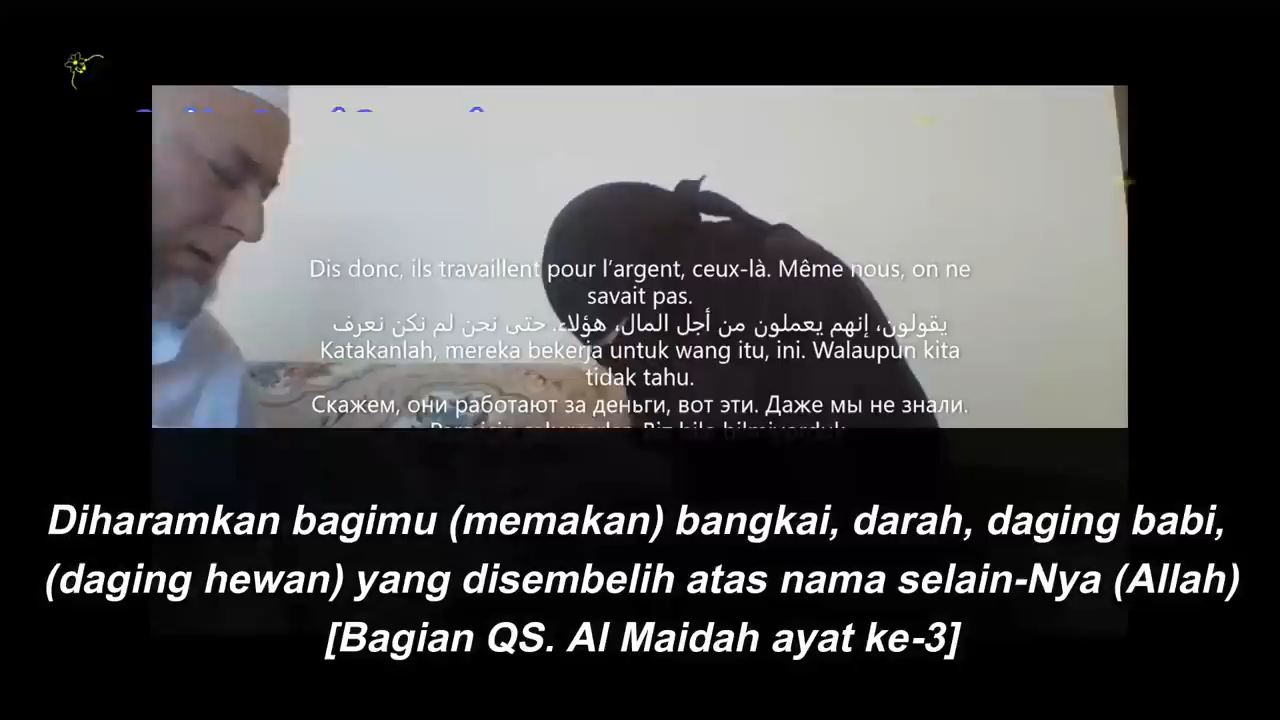 Dis donc, ils travaillent pour l'argent, ceux-là. Même nous, on ne
savait pas.
يقولون، إنهم يعملون من أجل المال، هؤلاء. حتى نحن لم نكن نعرف
Katakanlah, mereka bekerja untuk wang itu, ini. Walaupun kita
tidak tahu.
Скажем, они работают за деньги, вот эти. Даже мы не знали.
Diharamkan bagimu (memakan) bangkai, darah, daging babi,
(daging hewan) yang disembelih atas nama selain-Nya (Allah)
[Bagian QS. Al Maidah ayat ke-3]